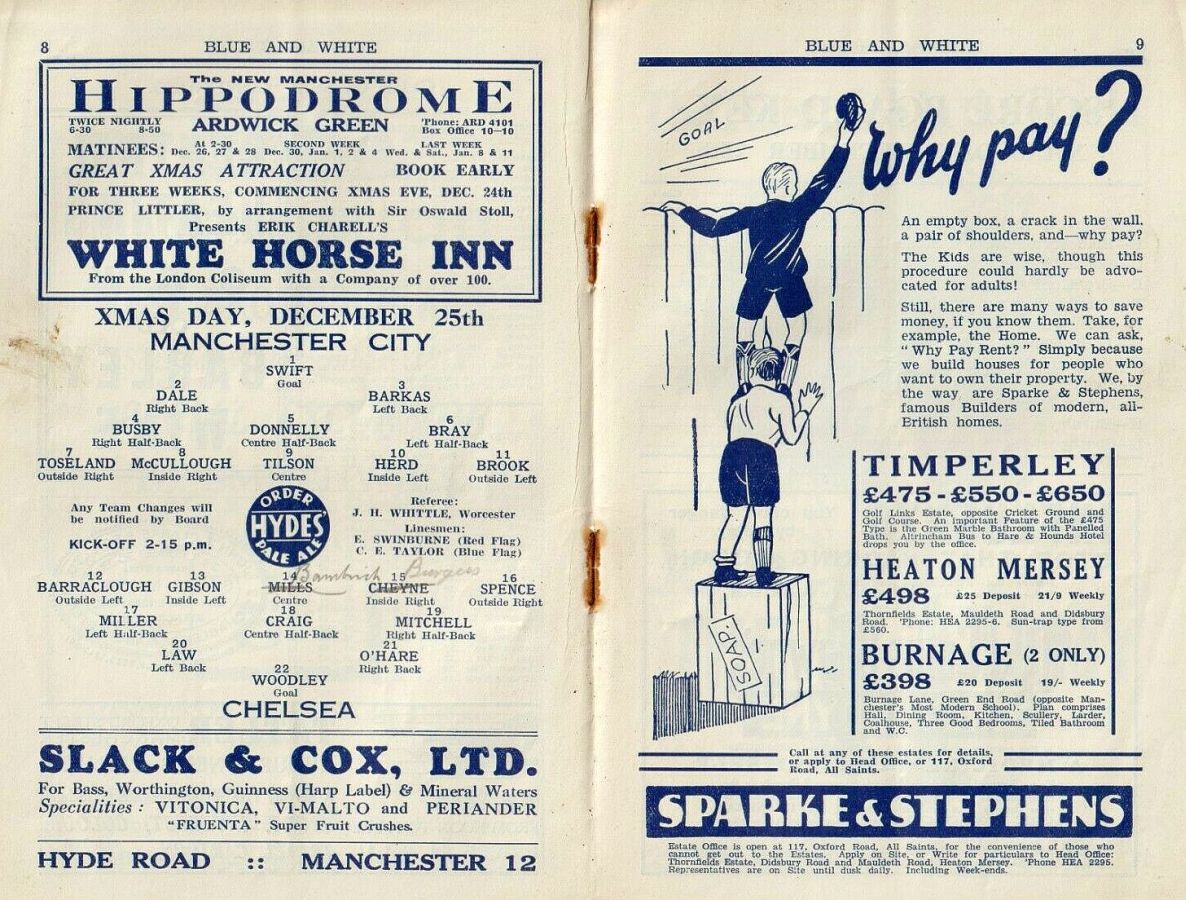 8 BLUE AND WHITE
The NEW MANCHESTER
HIPPODROME
TWICE NIGHTLY
6-30 8-50
ARDWICK GREEN
'Phone: ARD 4101
Box Office 10—10
MATINEES: At 2-30 Dec. 26, 27 & 28 SECOND WEEK Dec. 30, Jan. 1, 2 & 4 LAST WEEK Wed. & Sat., Jan. 8 & 11
GREAT XMAS ATTRACTION BOOK EARLY
FOR THREE WEEKS, COMMENCING XMAS EVE, DEC. 24th
PRINCE LITTLER, by arrangement with Sir Oswald Stoll,
Presents ERIK CHARELL'S
WHITE HORSE INN
From the London Coliseum with a Company of over 100.
XMAS DAY, DECEMBER 25th
MANCHESTER CITY
1
SWIFT
Goal
2 3
DALE BARKAS
Right Back Left Back
4 5 6
BUSBY DONNELLY BRAY
Right Half-Back Centre Half-Back Left Half-Back
7 8 9 10 11
TOSELAND McCULLOUGH TILSON HERD BROOK
Outside Right Inside Right Centre Inside Left Outside Left
Any Team Changes will
be notified by Board
KICK-OFF 2-15 p.m.
ORDER
HYDES'
PALE ALE
Referee:
J. H. WHITTLE, Worcester
Linesmen:
E. SWINBURNE (Red Flag)
C. E. TAYLOR (Blue Flag)
Bambrick Burgess
12 13 14 15 16
BARRACLOUGH GIBSON MILLS CHEYNE SPENCE
Outside Left Inside Left Centre Inside Right Outside Right
17 18 19
MILLER CRAIG MITCHELL
Left Half-Back Centre Half-Back Right Half-Back
20 21
LAW O'HARE
Left Back Right Back
22
WOODLEY
Goal
CHELSEA
SLACK & COX, LTD.
For Bass, Worthington, Guinness (Harp Label) & Mineral Waters
Specialities : VITONICA, VI-MALTO and PERIANDER
"FRUENTA" Super Fruit Crushes.
HYDE ROAD :: MANCHESTER 12
BLUE AND WHITE 9
GOAL
Why pay?
An empty box, a crack in the wall,
a pair of shoulders, and—why pay?
The Kids are wise, though this
procedure could hardly be advo-
cated for adults!
Still, there are many ways to save
money, if you know them. Take, for
example, the Home. We can ask,
"Why Pay Rent?" Simply because
we build houses for people who
want to own their property. We, by
the way are Sparke & Stephens,
famous Builders of modern, all-
British homes.
SOAP.
TIMPERLEY
£475 - £550 - £650
Golf Links Estate, opposite Cricket Ground and
Golf Course. An important Feature of the £475
Type is the Green Marble Bathroom with Panelled
Bath. Altrincham Bus to Hare & Hounds Hotel
drops you by the office.
HEATON MERSEY
£498 £25 Deposit 21/9 Weekly
Thornfields Estate, Mauldeth Road and Didsbury
Road. 'Phone: HEA 2295-6. Sun-trap type from
£560.
BURNAGE (2 ONLY)
£398 £20 Deposit 19/- Weekly
Burnage Lane, Green End Road (opposite Man-
chester's Most Modern School). Plan comprises
Hall, Dining Room, Kitchen, Scullery, Larder,
Coalhouse, Three Good Bedrooms, Tiled Bathroom
and W.C.
Call at any of these estates for details,
or apply to Head Office, or 117, Oxford
Road, All Saints.
SPARKE & STEPHENS
Estate Office is open at 117, Oxford Road, All Saints, for the convenience of those who
cannot get out to the Estates. Apply on Site, or Write for particulars to Head Office:
Thornfields Estate, Didsbury Road and Mauldeth Road, Heaton Mersey. 'Phone HEA 2295.
Representatives are on Site until dusk daily. Including Week-ends.